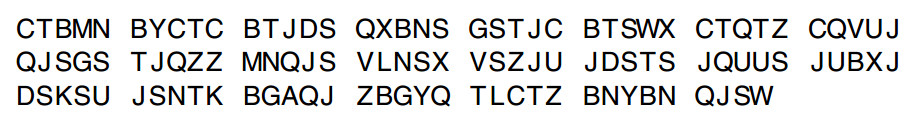 CTBMN BYCTC BTJDS QXBNS GSTJC BTSWX CTQTZ CQVUJ
QJSGS TJQZZ MNQJS VLNSX VSZJU JDSTS JQUUS JUBXJ
DSKSU JSNTK BGAQJ ZBGYQ TLCTZ BNYBN QJSW